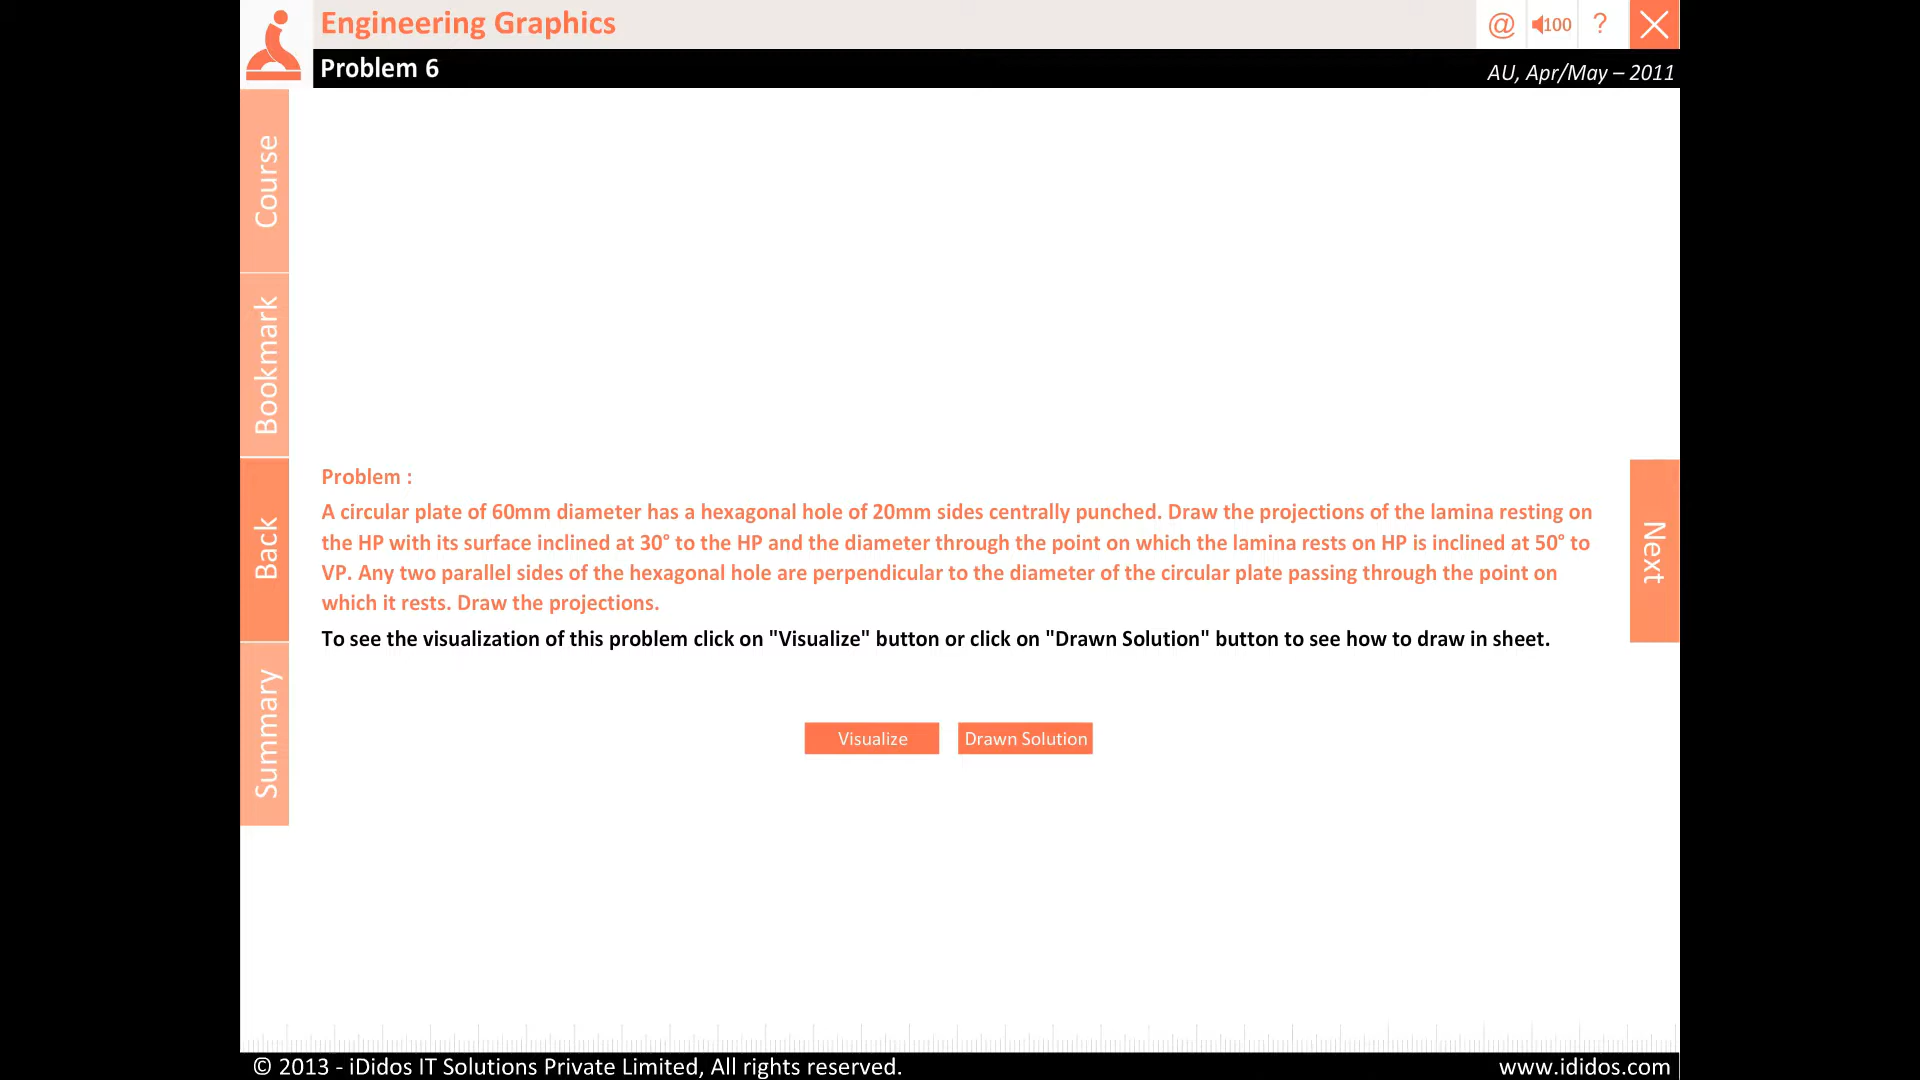 Engineering Graphics
@ 100 ?
Problem 6
AU, Apr/May – 2011
Course
Bookmark
Back
Summary
Problem :
A circular plate of 60mm diameter has a hexagonal hole of 20mm sides centrally punched. Draw the projections of the lamina resting on
the HP with its surface inclined at 30° to the HP and the diameter through the point on which the lamina rests on HP is inclined at 50° to
VP. Any two parallel sides of the hexagonal hole are perpendicular to the diameter of the circular plate passing through the point on
which it rests. Draw the projections.
To see the visualization of this problem click on "Visualize" button or click on "Drawn Solution" button to see how to draw in sheet.
Next
Visualize
Drawn Solution
© 2013 - iDidos IT Solutions Private Limited, All rights reserved.
www.ididos.com